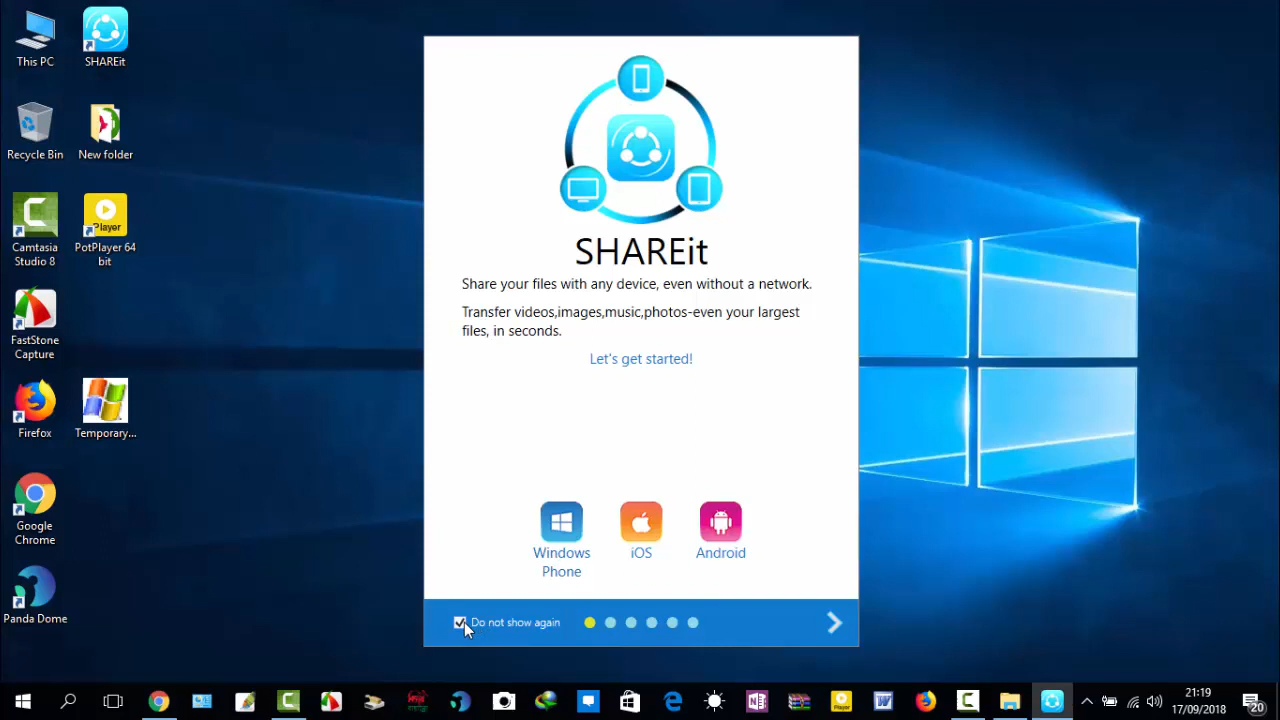 This PC
SHAREit
Recycle Bin
New folder
Camtasia
Studio 8
Player
PotPlayer 64
bit
FastStone
Capture
Firefox
Temporary...
Google
Chrome
Panda Dome
SHAREit
Share your files with any device, even without a network.
Transfer videos,images,music,photos-even your largest
files, in seconds.
Let's get started!
Windows
Phone
iOS
Android
Do not show again
Player
21:19
17/09/2018
20